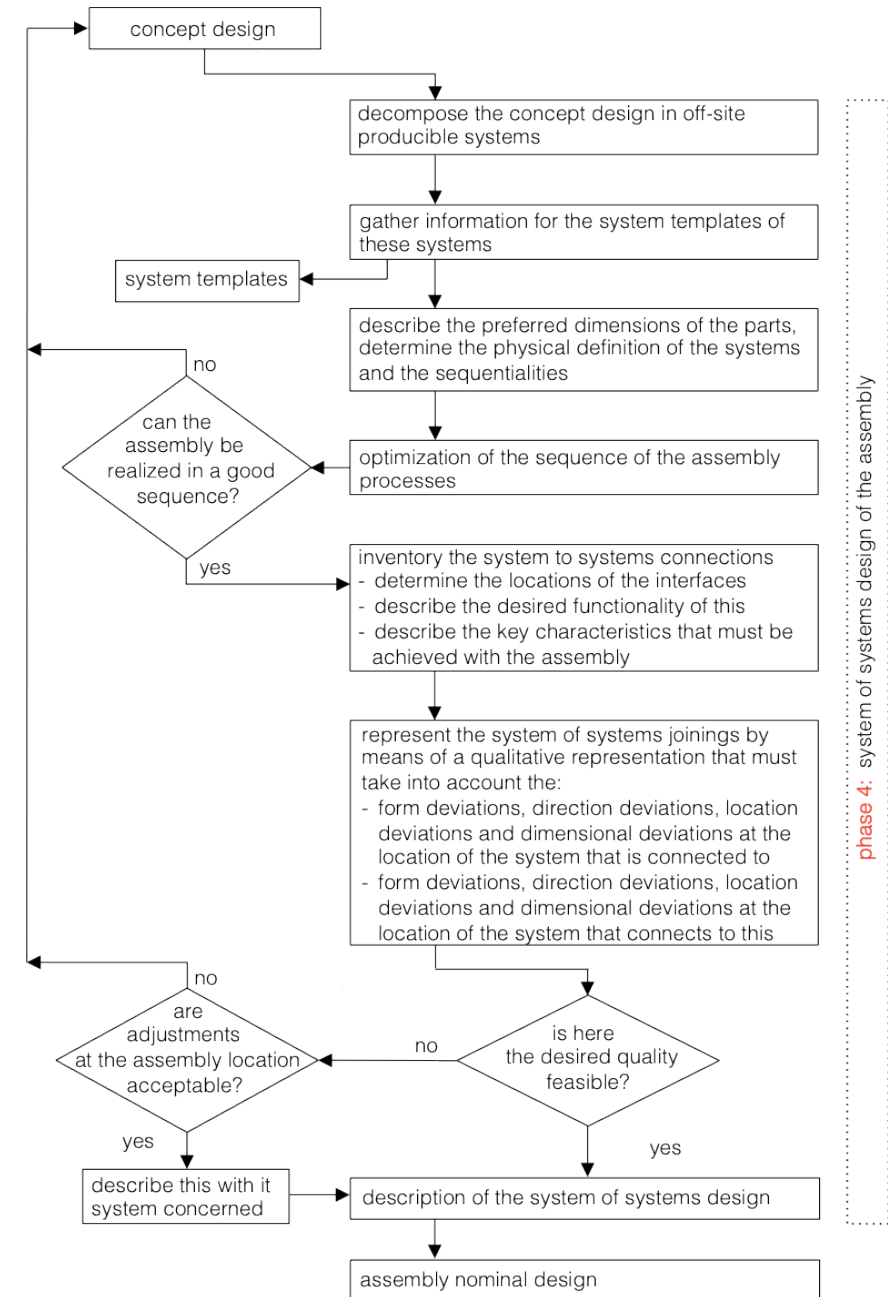 concept design
decompose the concept design in off-site
producible systems
gather information for the system templates of
these systems
system templates
describe the preferred dimensions of the parts,
determine the physical definition of the systems
and the sequentialities
no
can the
assembly be
realized in a good
sequence?
optimization of the sequence of the assembly
processes
yes
inventory the system to systems connections
- determine the locations of the interfaces
- describe the desired functionality of this
- describe the key characteristics that must be
achieved with the assembly
represent the system of systems joinings by
means of a qualitative representation that must
take into account the:
- form deviations, direction deviations, location
deviations and dimensional deviations at the
location of the system that is connected to
- form deviations, direction deviations, location
deviations and dimensional deviations at the
location of the system that connects to this
no
are
adjustments
at the assembly location
acceptable?
no
is here
the desired quality
feasible?
yes
yes
describe this with it
system concerned
description of the system of systems design
assembly nominal design
phase 4: system of systems design of the assembly